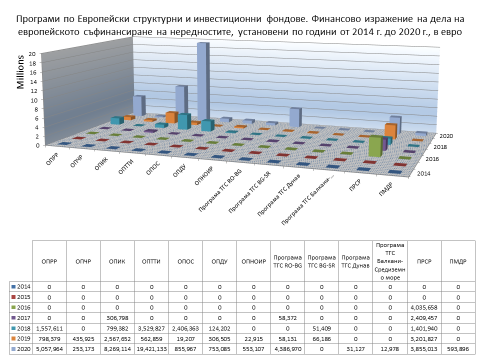 Програми по Европейски структурни и инвестиционни фондове. Финансово изражение на дела на
европейското съфинансиране на нередностите, установени по години от 2014 г. до 2020 г., в евро
Millions
20
18
16
14
12
10
8
6
4
2
0
ОПРР
ОПЧР
ОПИК
ОПТТИ
ОПОС
ОПДУ
ОПНОИР
Програма ТГС RO-BG
Програма ТГС BG-SR
Програма ТГС Дунав
Програма ТГС Балкани-...
ПРСР
ПМДР
2014
2016
2018
2020
ОПРР ОПЧР ОПИК ОПТТИ ОПОС ОПДУ ОПНОИР Програма ТГС RO-BG Програма ТГС BG-SR Програма ТГС Дунав Програма ТГС Балкани-Средиземно море ПРСР ПМДР
2014 0 0 0 0 0 0 0 0 0 0 0 0 0
2015 0 0 0 0 0 0 0 0 0 0 0 0 0
2016 0 0 0 0 0 0 0 0 0 0 0 4,035,658 0
2017 0 0 306,798 0 0 0 0 58,372 0 0 0 2,409,457 0
2018 1,557,611 0 799,382 3,529,827 2,406,363 124,202 0 0 51,409 0 0 1,401,940 0
2019 798,379 435,925 2,567,652 562,859 19,207 306,505 22,915 58,131 66,186 0 0 3,201,827 0
2020 5,057,964 253,173 8,269,114 19,421,133 855,967 753,085 553,107 4,386,970 0 31,127 12,978 3,855,013 593,896